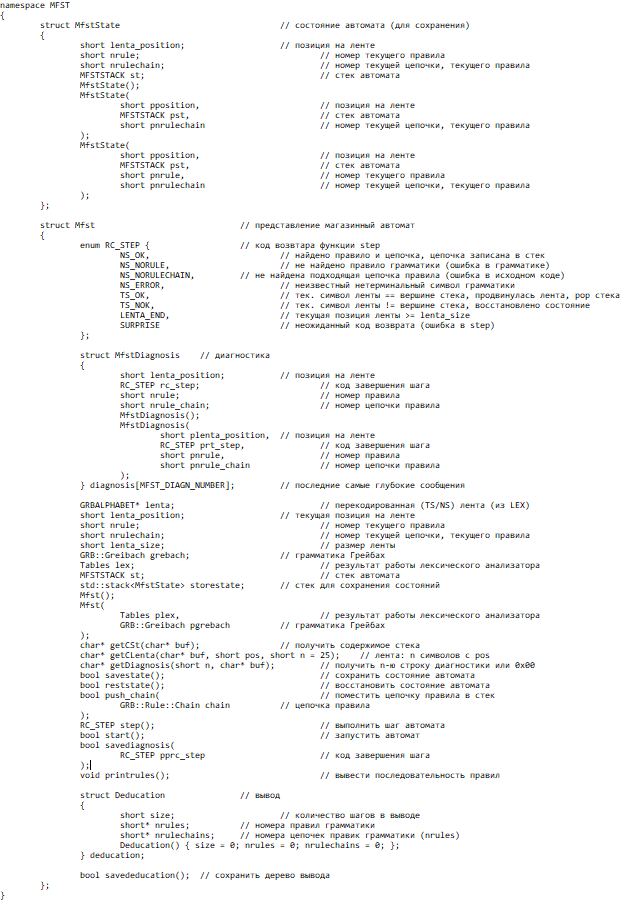 namespace MFST
{
	struct MfstState				// состояние автомата (для сохранения)
	{
		short lenta_position;			// позиция на ленте
		short nrule;				// номер текущего правила
		short nrulechain;			// номер текущей цепочки, текущего правила
		MFSTSTACK st;				// стек автомата
		MfstState();
		MfstState(
			short pposition,		// позиция на ленте
			MFSTSTACK pst,			// стек автомата
			short pnrulechain		// номер текущей цепочки, текущего правила
		);
		MfstState(
			short pposition,		// позиция на ленте
			MFSTSTACK pst,			// стек автомата
			short pnrule,			// номер текущего правила
			short pnrulechain		// номер текущей цепочки, текущего правила
		);
	};

	struct Mfst				// представление магазинный автомат
	{
		enum RC_STEP {			// код возвтара функции step
			NS_OK,				// найдено правило и цепочка, цепочка записана в стек
			NS_NORULE,			// не найдено правило грамматики (ошибка в грамматике)
			NS_NORULECHAIN,		// не найдена подходящая цепочка правила (ошибка в исходном коде)
			NS_ERROR,			// неизвестный нетерминальный символ грамматики
			TS_OK,				// тек. символ ленты == вершине стека, продвинулась лента, pop стека
			TS_NOK,				// тек. символ ленты != вершине стека, восстановлено состояние
			LENTA_END,			// текущая позиция ленты >= lenta_size
			SURPRISE			// неожиданный код возврата (ошибка в step)
		};

		struct MfstDiagnosis	// диагностика
		{
			short lenta_position;		// позиция на ленте
			RC_STEP rc_step;			// код завершения шага
			short nrule;				// номер правила
			short nrule_chain;			// номер цепочки правила
			MfstDiagnosis();
			MfstDiagnosis(
				short plenta_position,	// позиция на ленте
				RC_STEP prt_step,		// код завершения шага
				short pnrule,			// номер правила
				short pnrule_chain		// номер цепочки правила
			);
		} diagnosis[MFST_DIAGN_NUMBER];		// последние самые глубокие сообщения

		GRBALPHABET* lenta;				// перекодированная (TS/NS) лента (из LEX)
		short lenta_position;			// текущая позиция на ленте
		short nrule;					// номер текущего правила
		short nrulechain;				// номер текущей цепочки, текущего правила
		short lenta_size;				// размер ленты
		GRB::Greibach grebach;			// грамматика Грейбах
		Tables lex;						// результат работы лексического анализатора
		MFSTSTACK st;					// стек автомата
		std::stack<MfstState> storestate;	// стек для сохранения состояний
		Mfst();
		Mfst(
			Tables plex,				// результат работы лексического анализатора
			GRB::Greibach pgrebach		// грамматика Грейбах
		);
		char* getCSt(char* buf);		// получить содержимое стека
		char* getCLenta(char* buf, short pos, short n = 25);	// лента: n символов с pos
		char* getDiagnosis(short n, char* buf);		// получить n-ю строку диагностики или 0x00
		bool savestate();				// сохранить состояние автомата
		bool reststate();				// восстановить состояние автомата
		bool push_chain(				// поместить цепочку правила в стек
			GRB::Rule::Chain chain		// цепочка правила
		);
		RC_STEP step();					// выполнить шаг автомата
		bool start();					// запустить автомат
		bool savediagnosis(
			RC_STEP pprc_step			// код завершения шага
		);
		void printrules();				// вывести последовательность правил

		struct Deducation			// вывод
		{
			short size;				// количество шагов в выводе
			short* nrules;			// номера правил грамматики
			short* nrulechains;		// номера цепочек правик грамматики (nrules)
			Deducation() { size = 0; nrules = 0; nrulechains = 0; };
		} deducation;

		bool savededucation();	// сохранить дерево вывода
	};
}